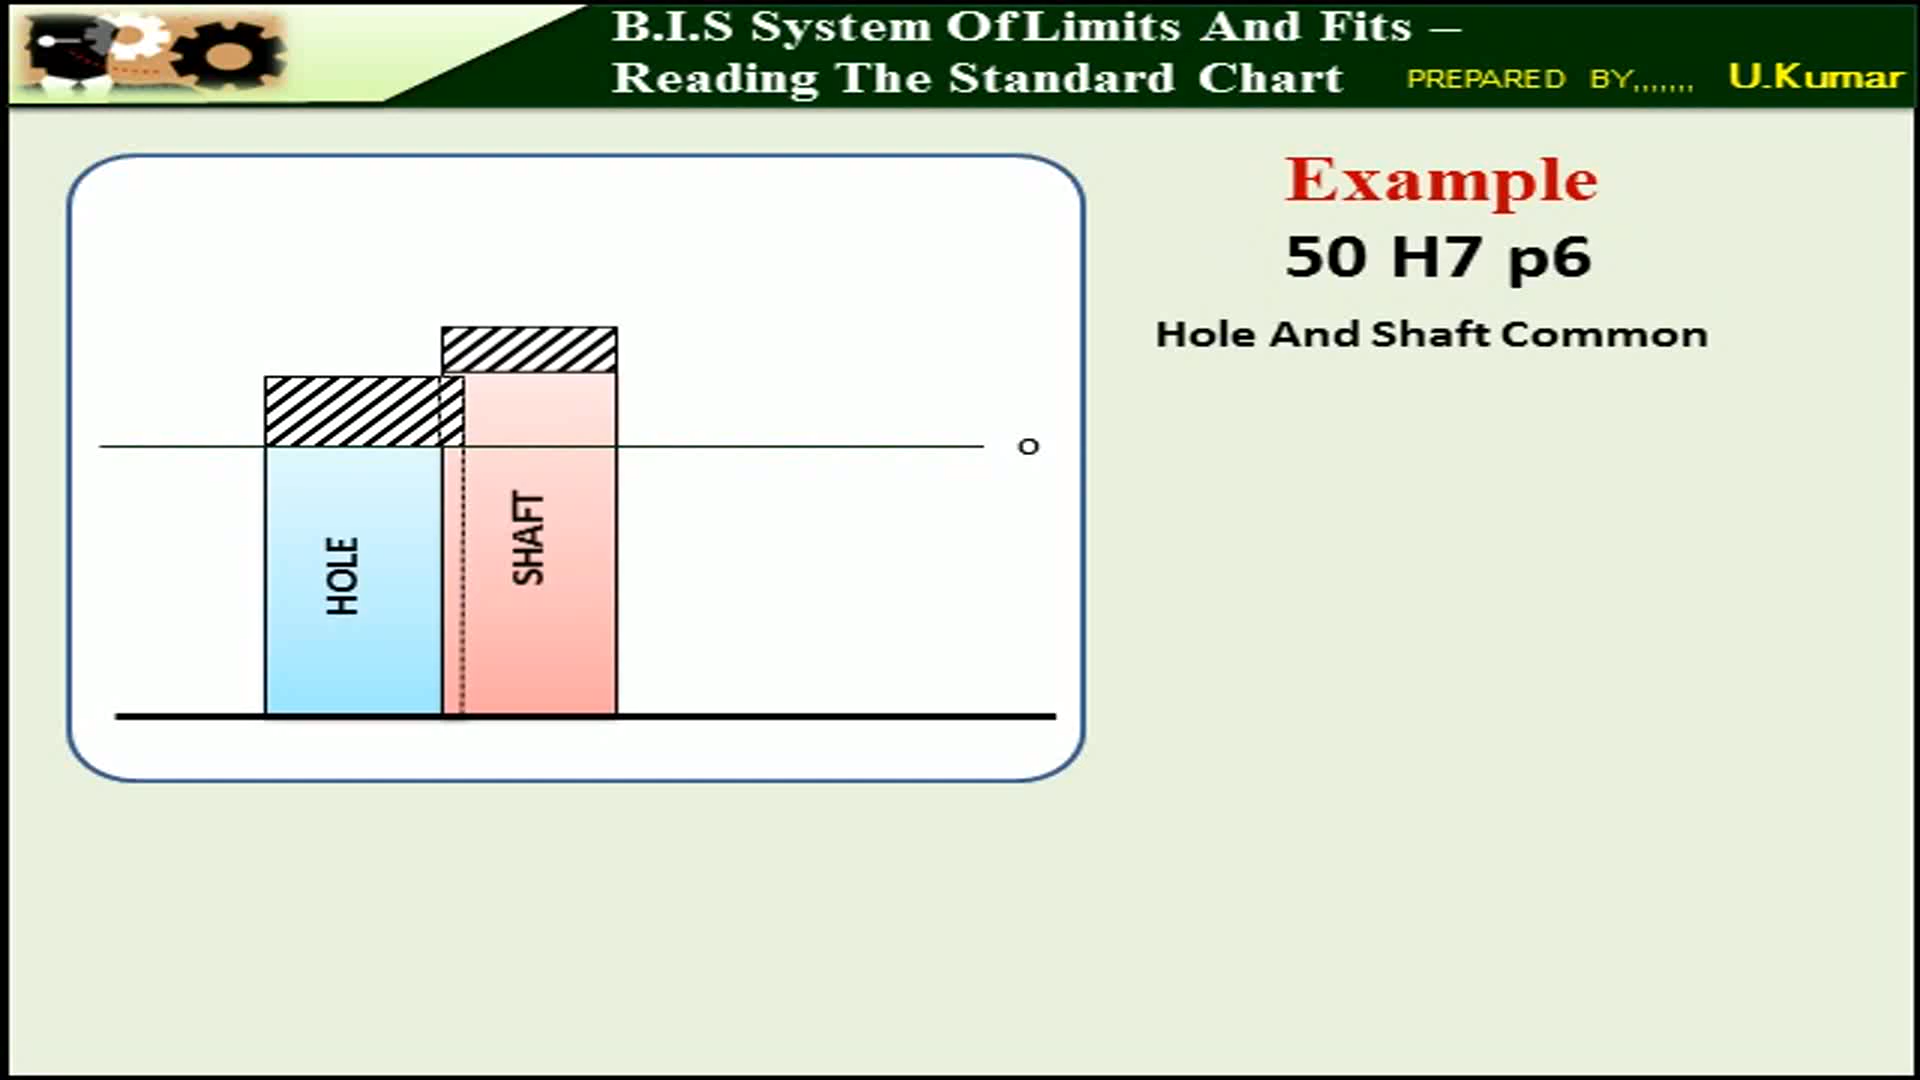 B.I.S System Of Limits And Fits –
Reading The Standard Chart
PREPARED BY,,,,,,, U.Kumar
Example
50 H7 p6
Hole And Shaft Common
HOLE
SHAFT
O